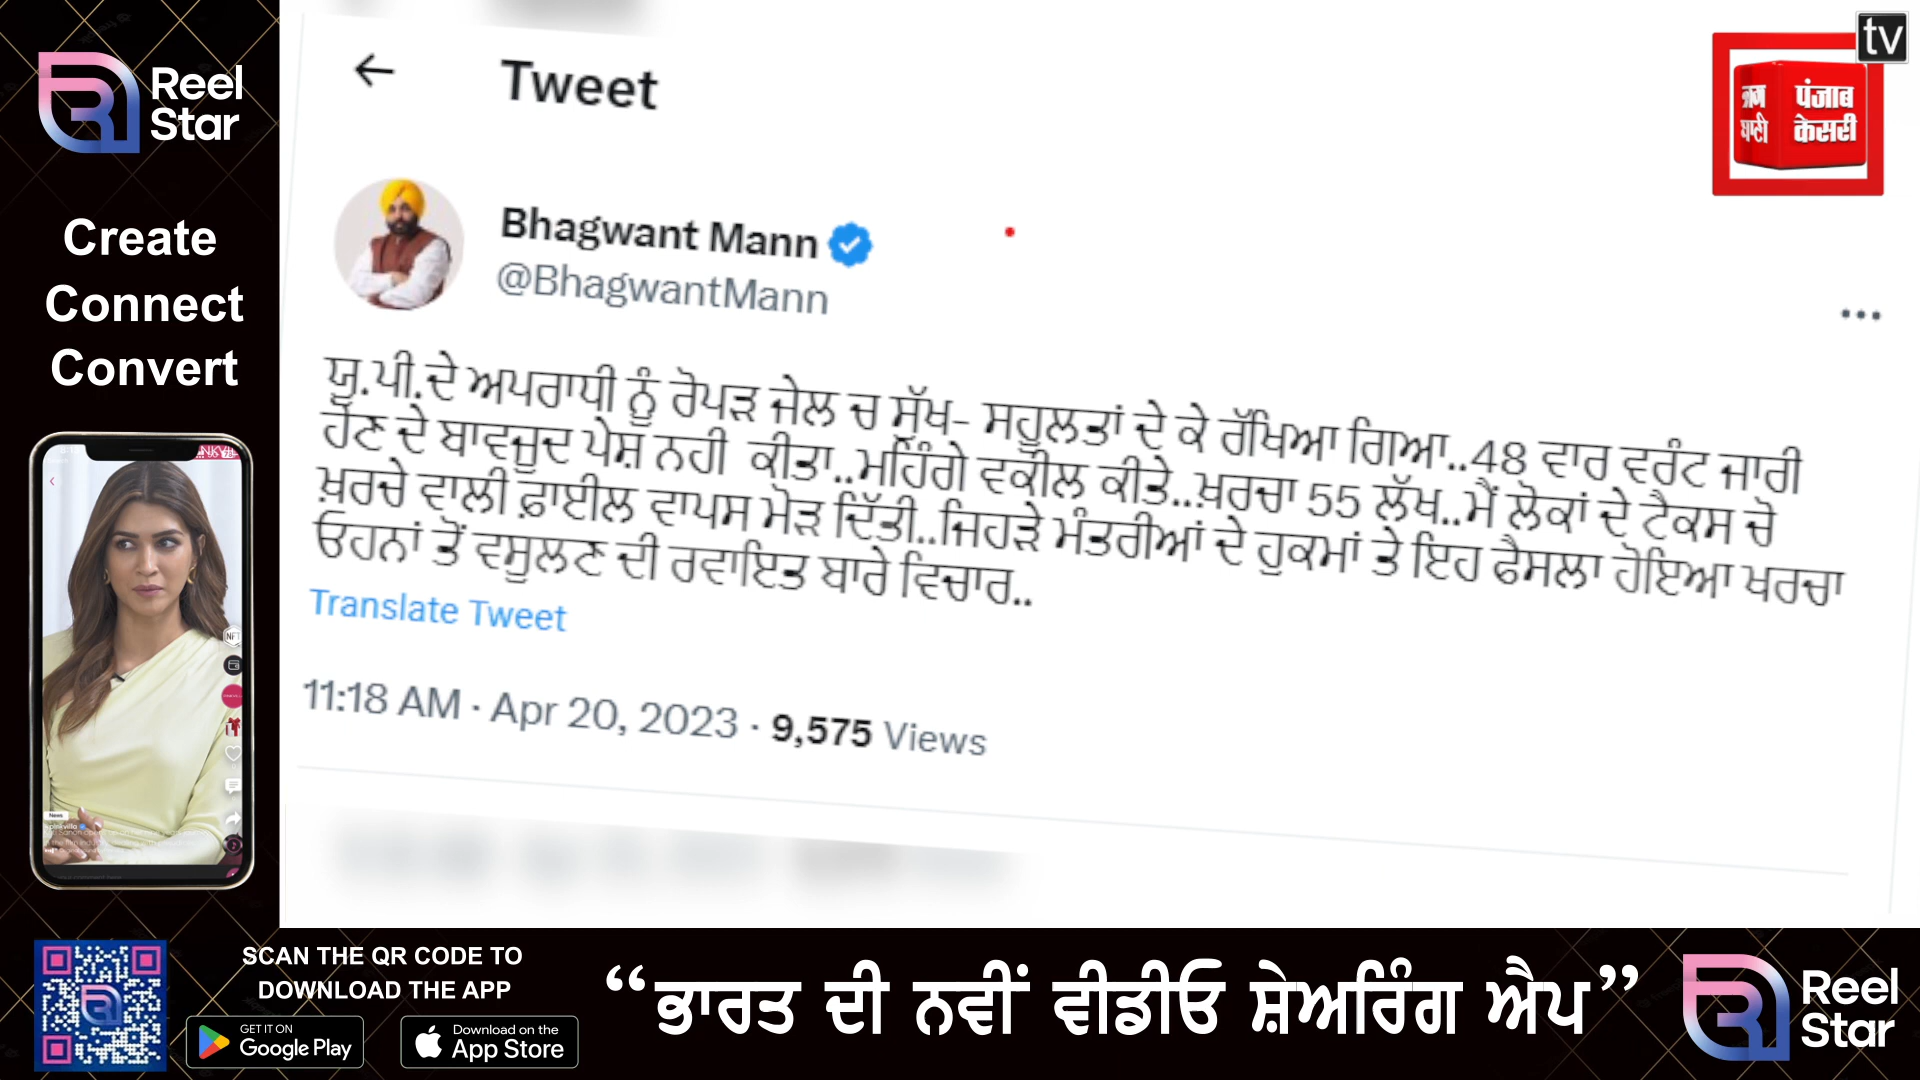 Reel
Star
Create
Connect
Convert
Tweet
tv
पंजाब
केसरी
Bhagwant Mann
@BhagwantMann
ਯੂ.ਪੀ.ਦੇ ਅਪਰਾਧੀ ਨੂੰ ਰੋਪੜ ਜੇਲ ਚ ਸੁੱਖ- ਸਹੂਲਤਾਂ ਦੇ ਕੇ ਰੱਖਿਆ ਗਿਆ..48 ਵਾਰ ਵਰੰਟ ਜਾਰੀ
ਹੋਣ ਦੇ ਬਾਵਜੂਦ ਪੇਸ਼ ਨਹੀ ਕੀਤਾ..ਮਹਿੰਗੇ ਵਕੀਲ ਕੀਤੇ..ਖ਼ਰਚਾ 55 ਲੱਖ..ਮੈਂ ਲੋਕਾਂ ਦੇ ਟੈਕਸ ਚੋ
ਖ਼ਰਚੇ ਵਾਲੀ ਫ਼ਾਈਲ ਵਾਪਸ ਮੋੜ ਦਿੱਤੀ..ਜਿਹੜੇ ਮੰਤਰੀਆਂ ਦੇ ਹੁਕਮਾਂ ਤੇ ਇਹ ਫੈਸਲਾ ਹੋਇਆ ਖਰਚਾ
ਓਹਨਾਂ ਤੋਂ ਵਸੂਲਣ ਦੀ ਰਵਾਇਤ ਬਾਰੇ ਵਿਚਾਰ..
Translate Tweet
11:18 AM · Apr 20, 2023 · 9,575 Views
NFT
News
SCAN THE QR CODE TO
DOWNLOAD THE APP
GET IT ON
Google Play
Download on the
App Store
“ਭਾਰਤ ਦੀ ਨਵੀਂ ਵੀਡੀਓ ਸ਼ੇਅਰਿੰਗ ਐਪ”
Reel
Star